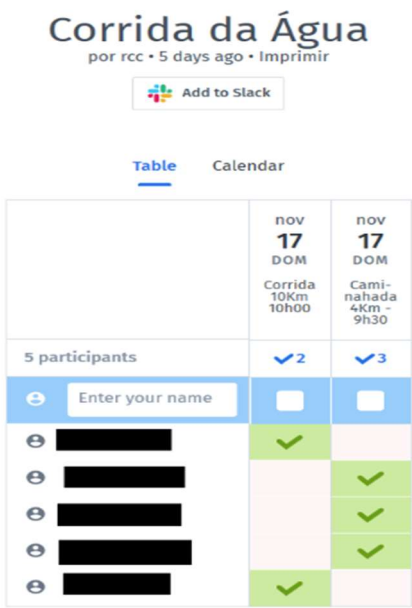 Corrida da Água
por rcc • 5 days ago • Imprimir
Add to Slack
Table Calendar
nov nov
17 17
DOM DOM
Corrida Cami-
10Km nahada
10h00 4Km -
9h30
5 participants 2 3
Enter your name